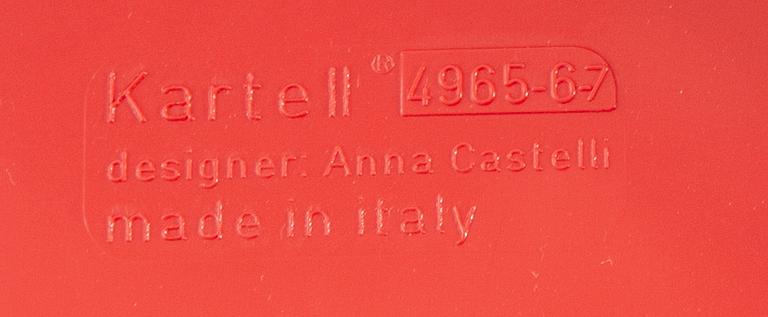 Kartell® 4965-6-7
designer: Anna Castelli
made in italy